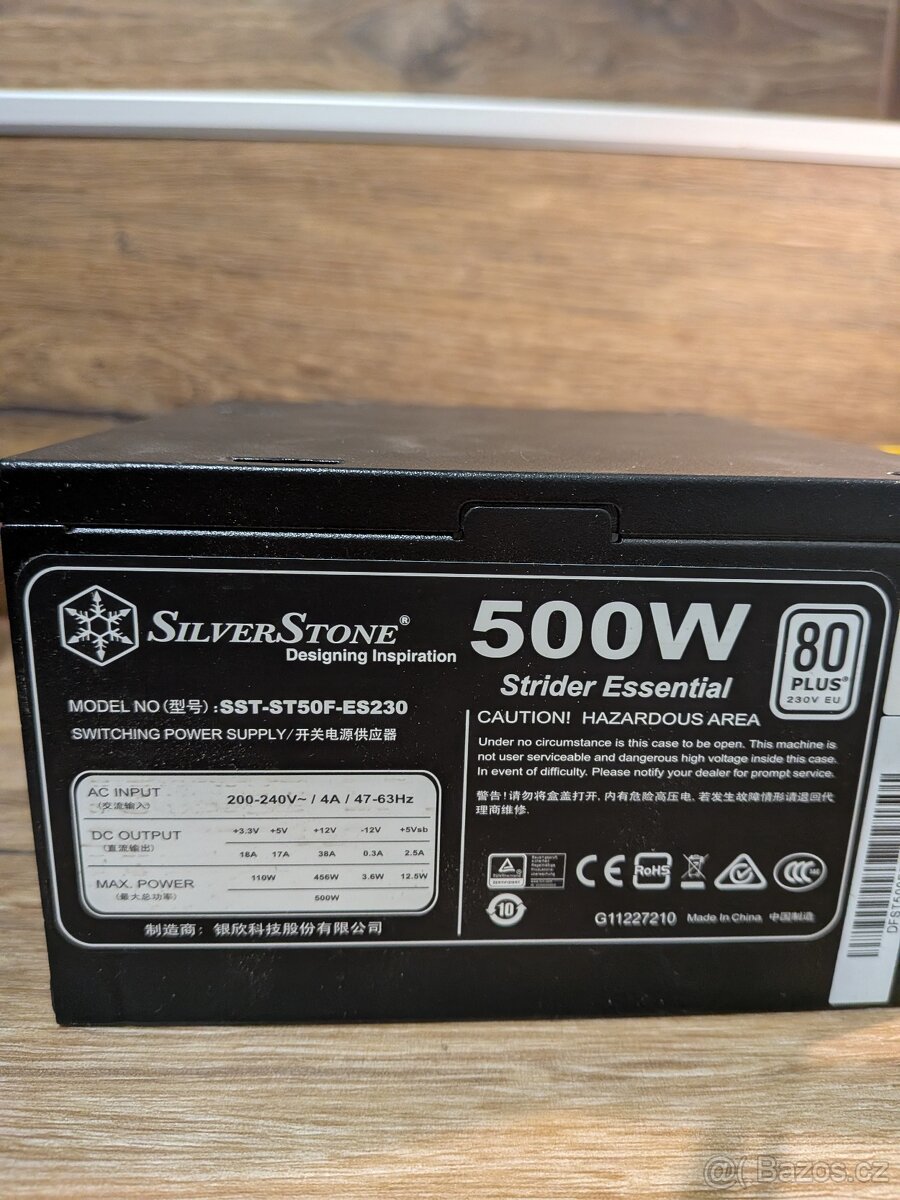 SILVERSTONE®
Designing Inspiration
500W
Strider Essential
80
PLUS®
230V EU
MODEL NO (型号) : SST-ST50F-ES230
SWITCHING POWER SUPPLY/开关电源供应器
AC INPUT
(交流输入)
200-240V~ / 4A / 47-63Hz
DC OUTPUT
(直流输出)
+3.3V +5V +12V -12V +5Vsb
18A 17A 38A 0.3A 2.5A
MAX. POWER
(最大总功率)
110W 456W 3.6W 12.5W
500W
制造商: 银欣科技股份有限公司
CAUTION! HAZARDOUS AREA
Under no circumstance is this case to be open. This machine is
not user serviceable and dangerous high voltage inside this case.
In event of difficulty. Please notify your dealer for prompt service.
警告!请勿将盒盖打开, 内有危险高压电, 若发生故障情形请退回代
理商维修.
CE
RoHS
CCC
10
G11227210 Made In China 中国制造
@( Bazos.cz